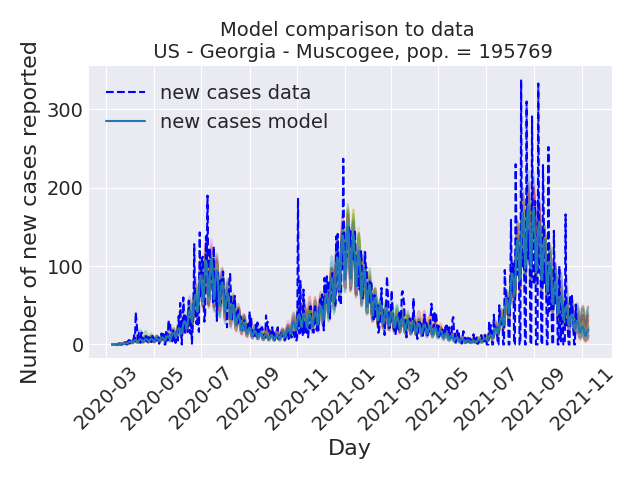 Model comparison to data
US - Georgia - Muscogee, pop. = 195769
Number of new cases reported
300
200
100
0
new cases data
new cases model
2020-03
2020-05
2020-07
2020-09
2020-11
2021-01
2021-03
2021-05
2021-07
2021-09
2021-11
Day